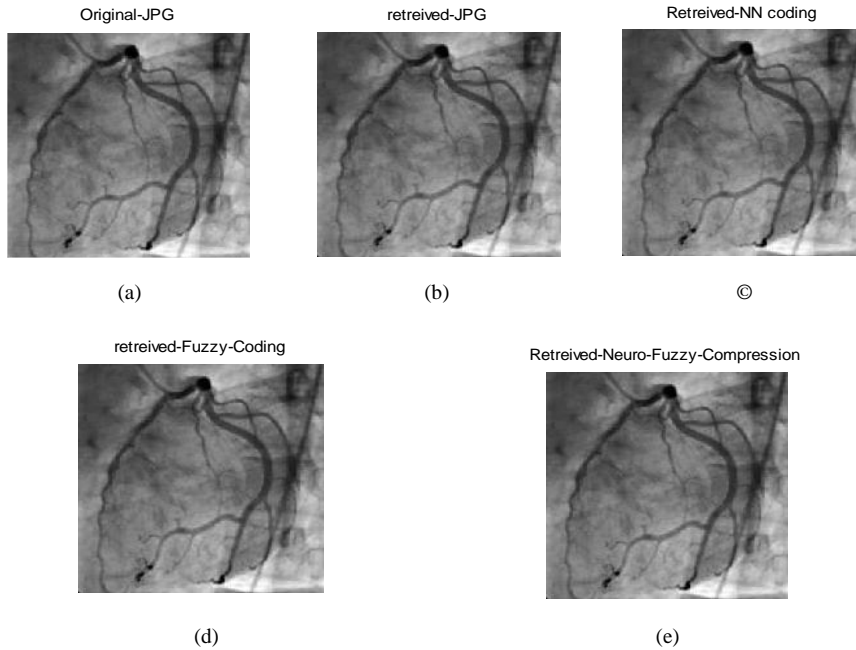 Original-JPG
retreived-JPG
Retreived-NN coding
(a)
(b)
©
retreived-Fuzzy-Coding
Retreived-Neuro-Fuzzy-Compression
(d)
(e)